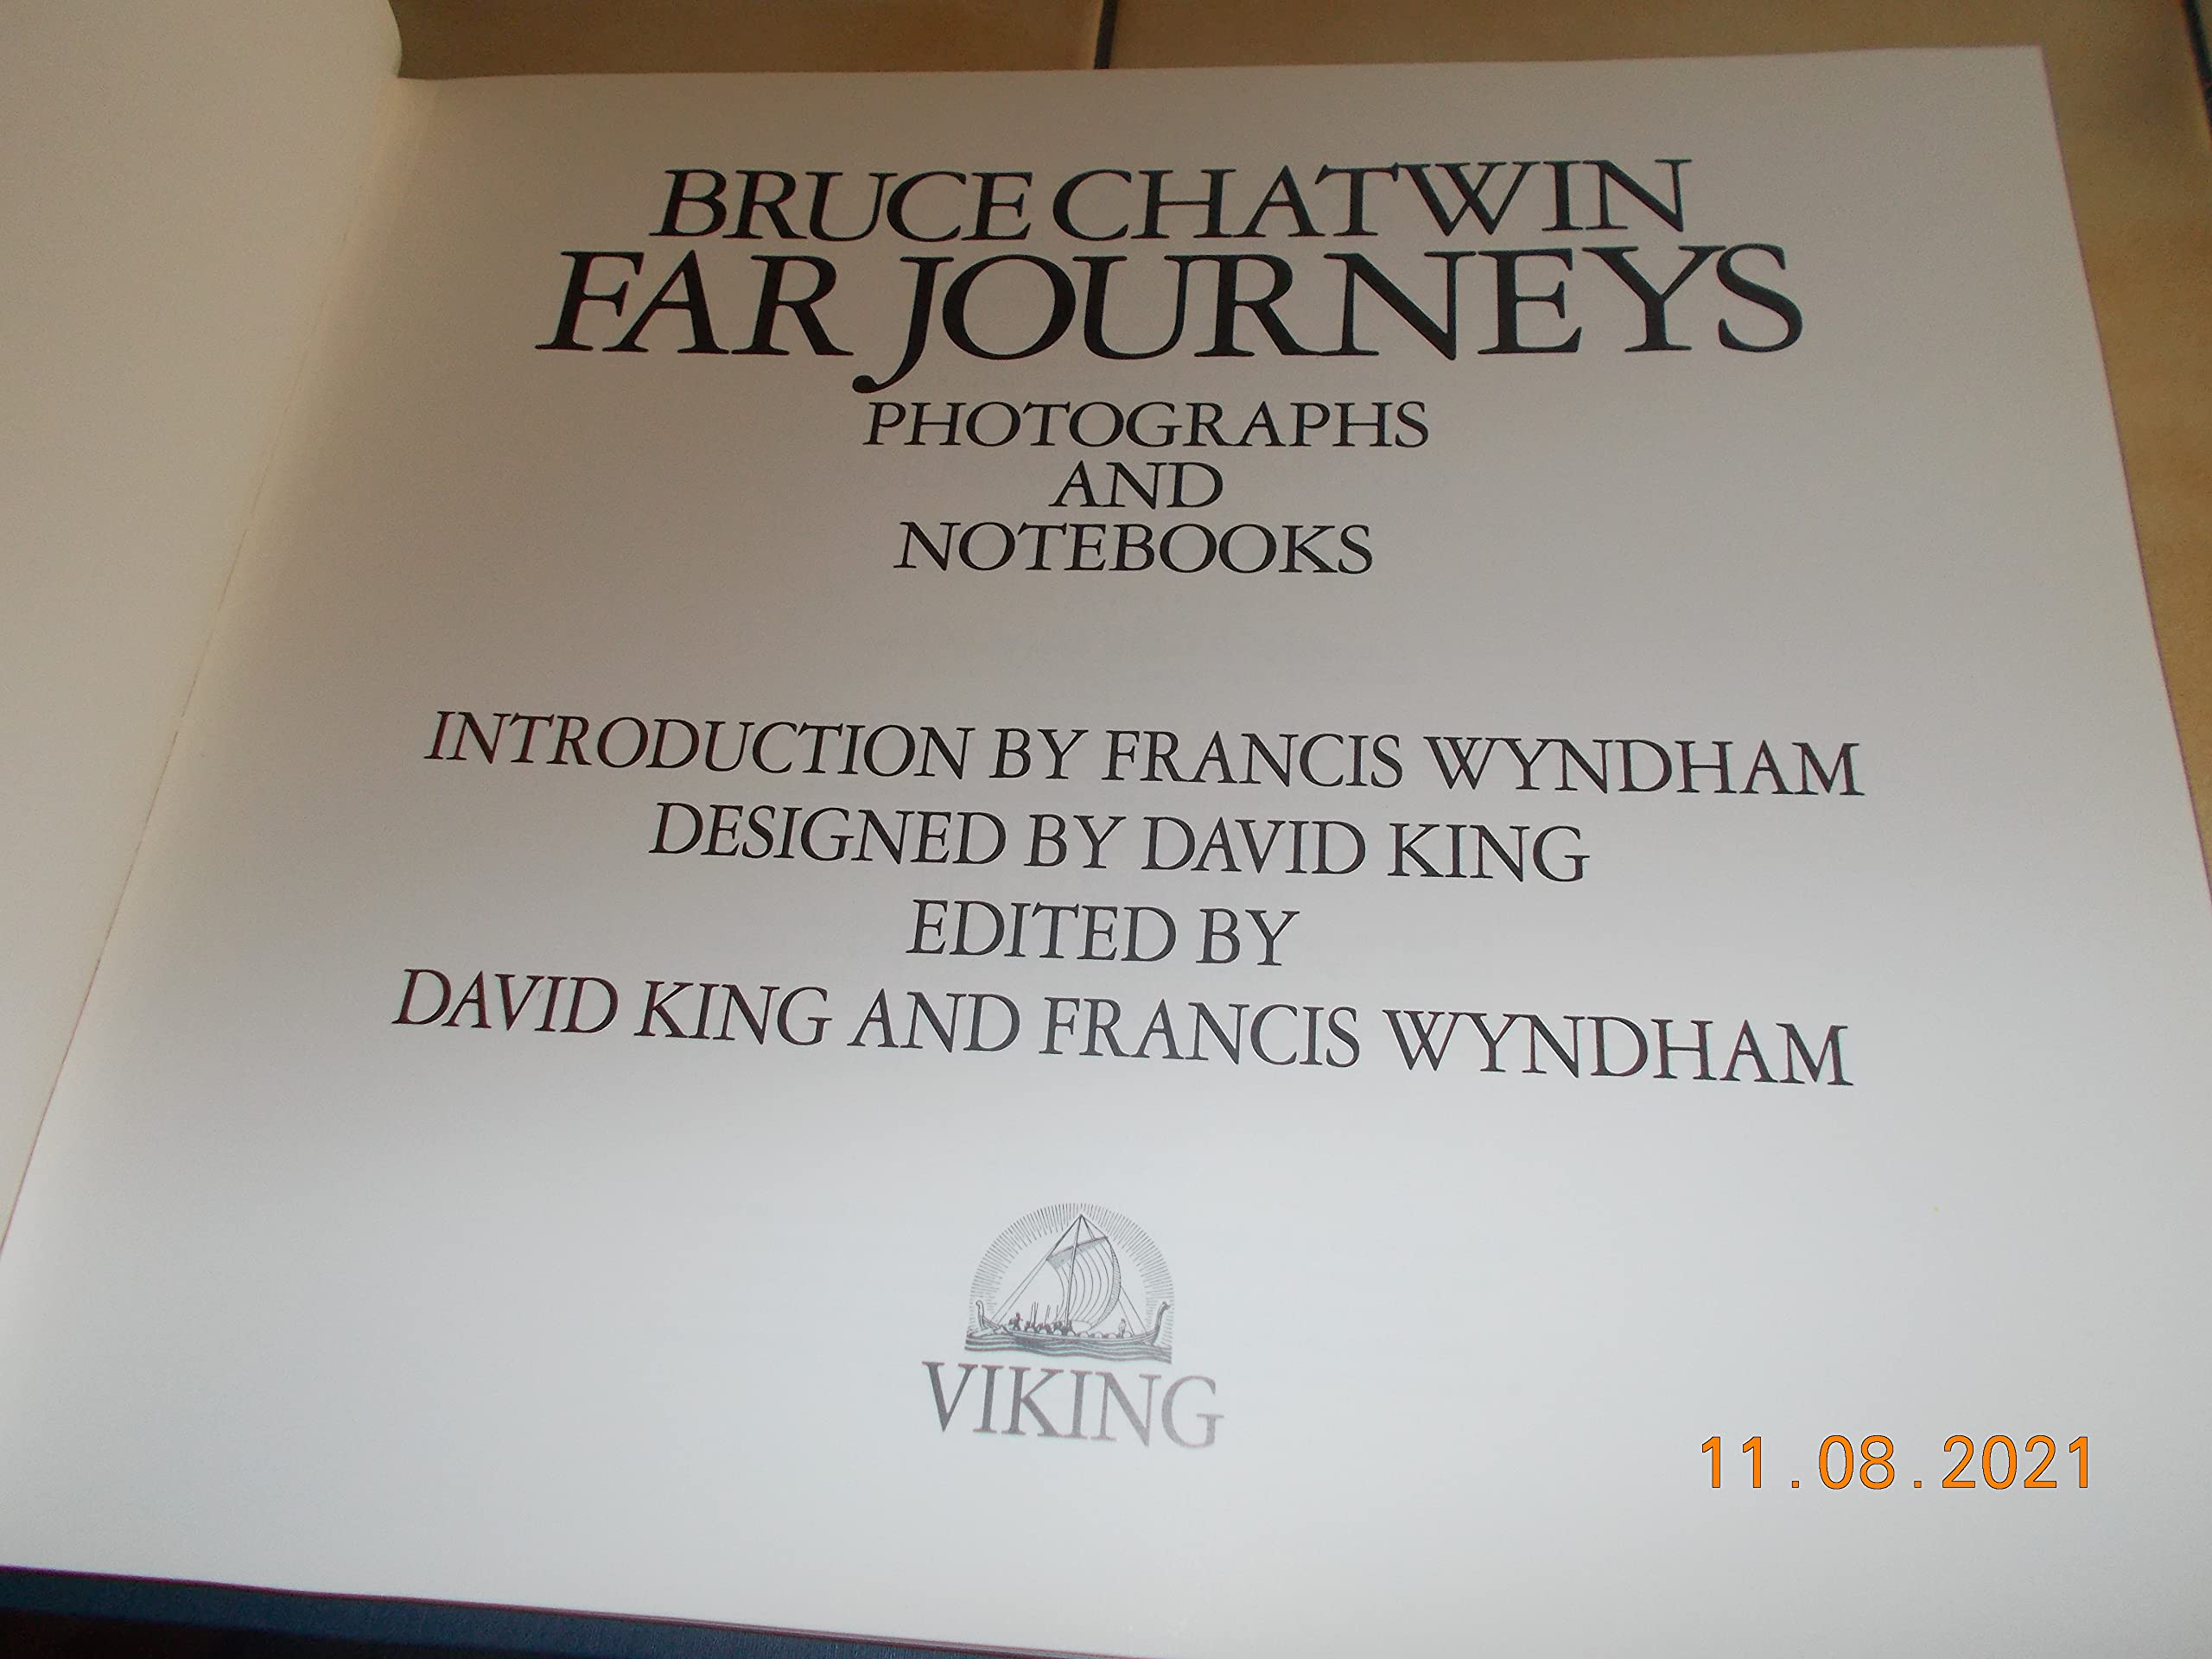 BRUCE CHATWIN
FAR JOURNEYS
PHOTOGRAPHS
AND
NOTEBOOKS
INTRODUCTION BY FRANCIS WYNDHAM
DESIGNED BY DAVID KING
EDITED BY
DAVID KING AND FRANCIS WYNDHAM
VIKING
11.08.2021